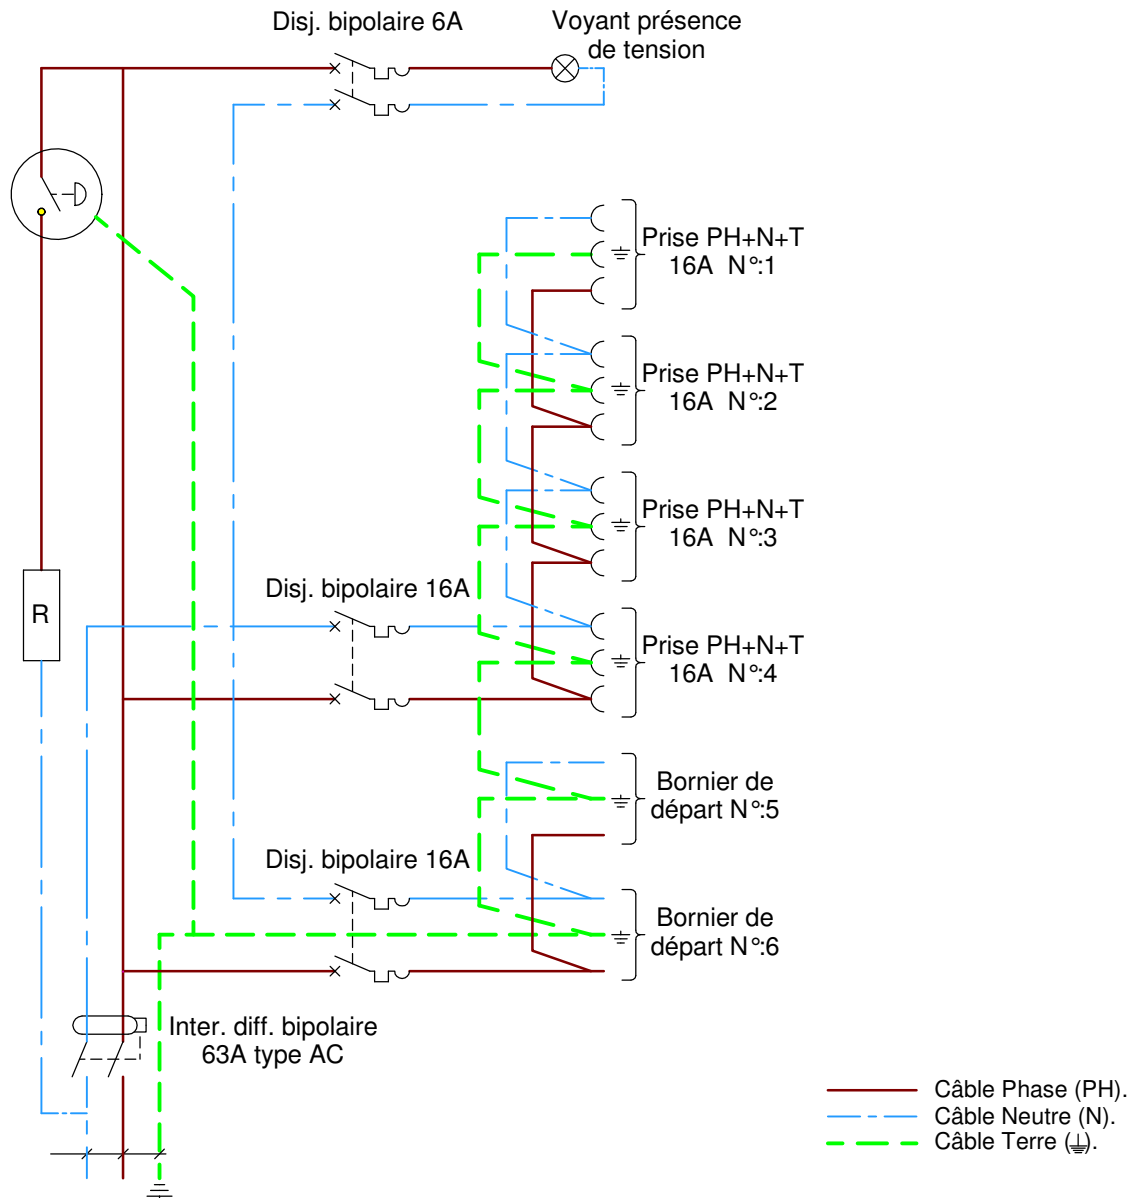 Disj. bipolaire 6A
Voyant présence
de tension
Prise PH+N+T
16A N°:1
Prise PH+N+T
16A N°:2
Prise PH+N+T
16A N°:3
Disj. bipolaire 16A
R
Prise PH+N+T
16A N°:4
Bornier de
départ N°:5
Disj. bipolaire 16A
Bornier de
départ N°:6
Inter. diff. bipolaire
63A type AC
Câble Phase (PH).
Câble Neutre (N).
Câble Terre (⏚).